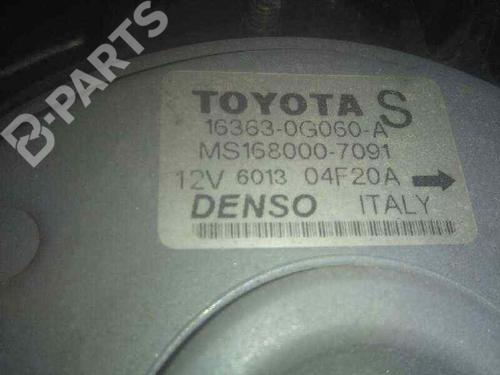 B-PARTS
TOYOTA S
16363-0G060-A
MS168000-7091
12V 6013 04F20A
DENSO ITALY